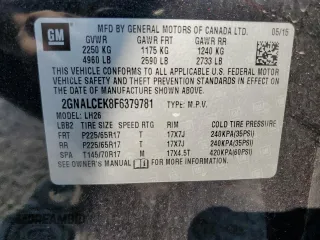 GM
MFD BY GENERAL MOTORS OF CANADA LTD.
05/15
GVWR GAWR FRT GAWR RR
2250 KG 1175 KG 1240 KG
4960 LB 2590 LB 2733 LB
THIS VEHICLE CONFORMS TO ALL APPLICABLE U.S. FEDERAL
MOTOR VEHICLE SAFETY AND THEFT PREVENTION STANDARDS
IN EFFECT ON THE DATE OF MANUFACTURE SHOWN ABOVE.
2GNALCEK8F6379781 TYPE: M.P.V.
MODEL: LH26
LBB2 TIRE SIZE SPEED RTG RIM COLD TIRE PRESSURE
FRT P225/65R17 T 17X7J 240KPA(35PSI)
RR P225/65R17 T 17X7J 240KPA(35PSI)
SPA T145/70R17 M 17X4.5T 420KPA(60PSI)
SEE OWNER'S MANUAL FOR ADDITIONAL INFORMATION.